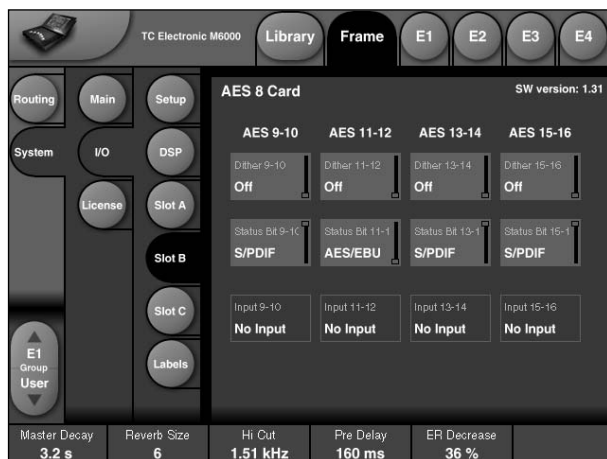 TC Electronic M6000
Library
Frame
E1
E2
E3
E4
Routing
Main
Setup
System
I/O
DSP
License
Slot A
Slot B
Slot C
Labels
E1
Group
User
AES 8 Card
SW version: 1.31
AES 9-10 AES 11-12 AES 13-14 AES 15-16
Dither 9-10 Dither 11-12 Dither 13-14 Dither 15-16
Off Off Off Off
Status Bit 9-10 Status Bit 11-1 Status Bit 13-1 Status Bit 15-1
S/PDIF AES/EBU S/PDIF S/PDIF
Input 9-10 Input 11-12 Input 13-14 Input 15-16
No Input No Input No Input No Input
Master Decay Reverb Size Hi Cut Pre Delay ER Decrease
3.2 s 6 1.51 kHz 160 ms 36 %